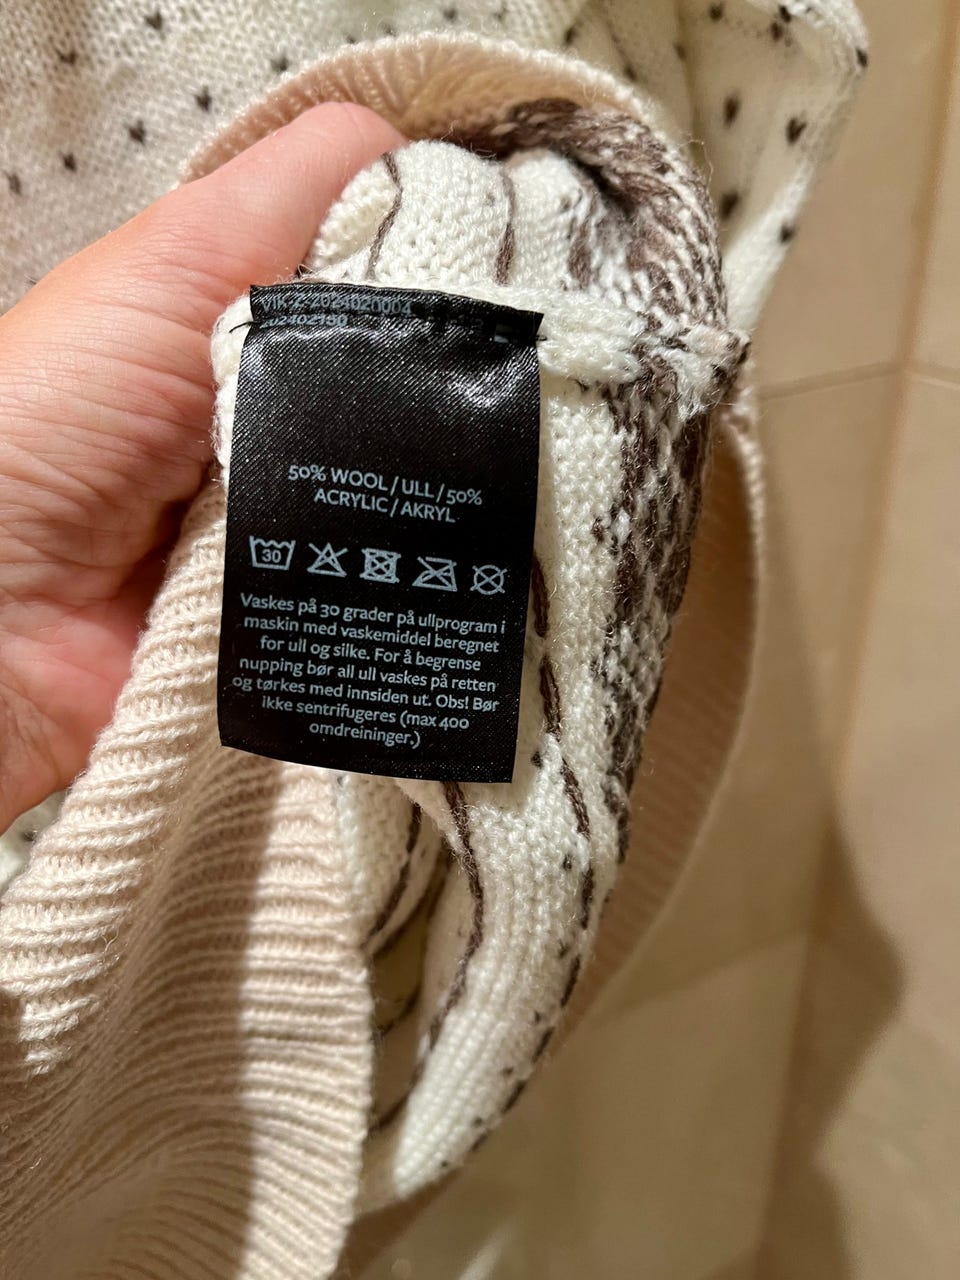 202402150
50% WOOL / ULL / 50%
ACRYLIC / AKRYL
30
Vaskes på 30 grader på ullprogram i
maskin med vaskemiddel beregnet
for ull og silke. For å begrense
nupping bør all ull vaskes på retten
og tørkes med innsiden ut. Obs! Bør
ikke sentrifugeres (max 400
omdreininger.)